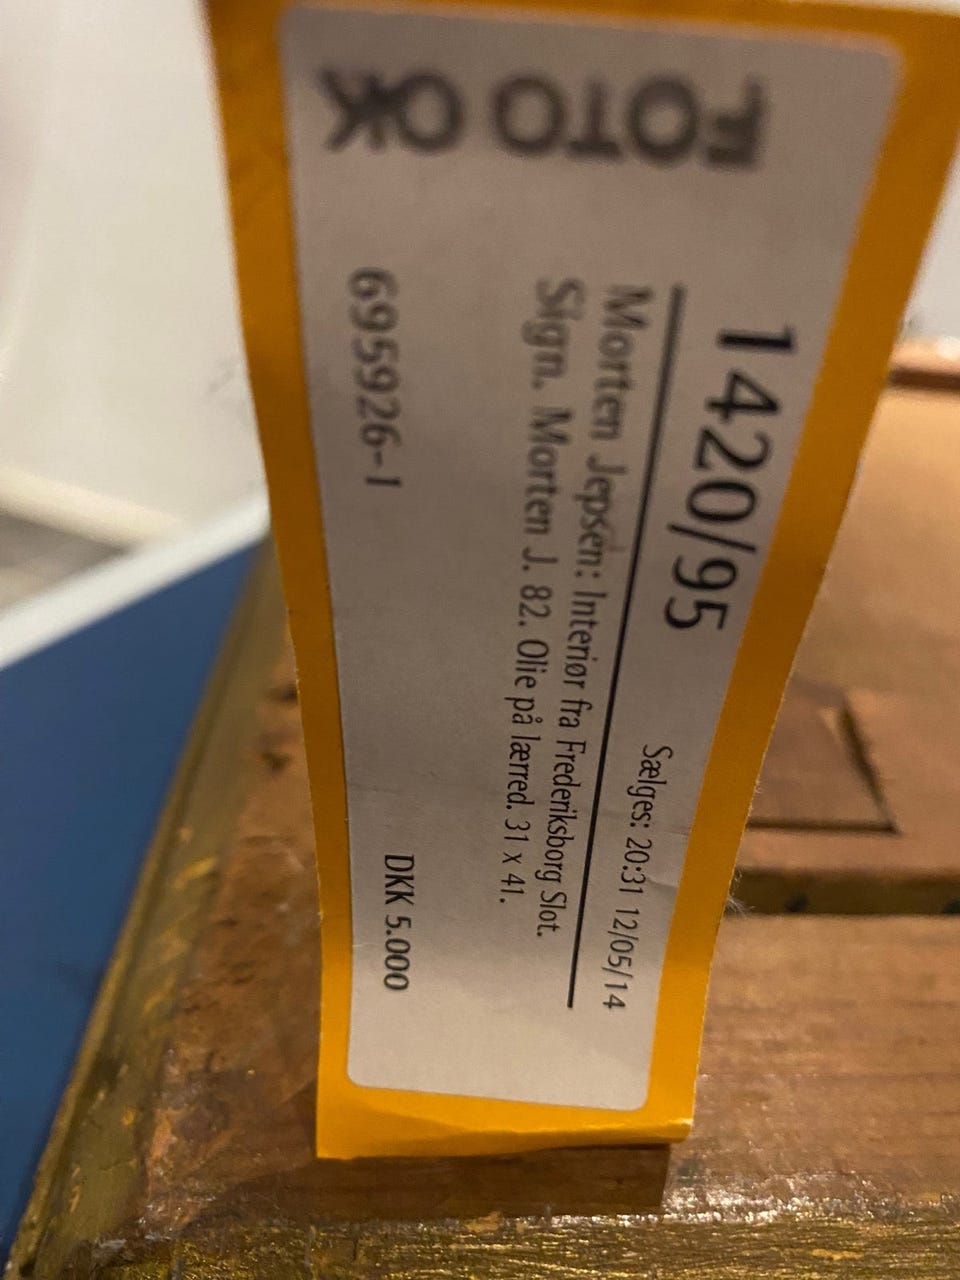 FOTO OK
1420/95
Sælges: 20:31 12/05/14
Morten Jepsen: Interiør fra Frederiksborg Slot.
Sign. Morten J. 82. Olie på lærred. 31 x 41.
6959926-1
DKK 5.000